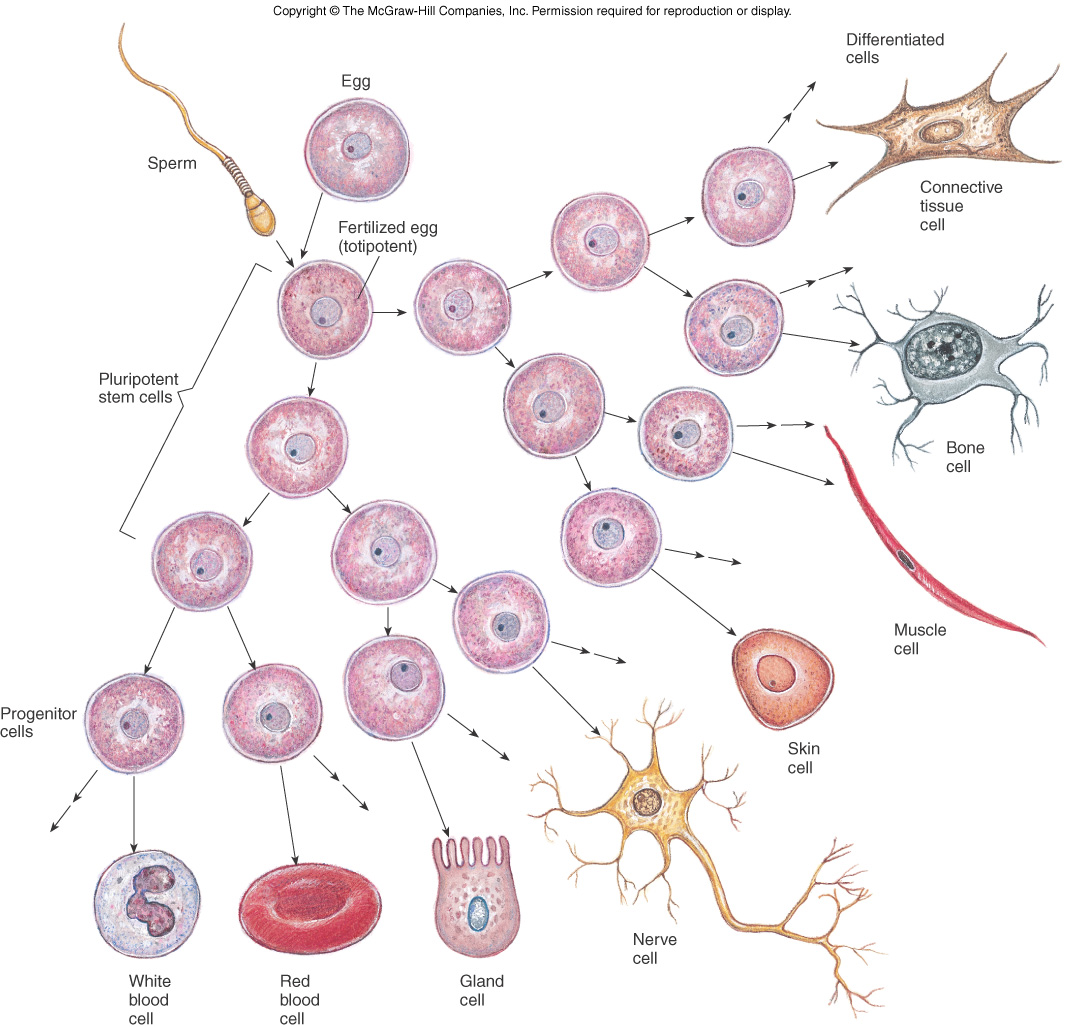 Copyright © The McGraw-Hill Companies, Inc. Permission required for reproduction or display.
Differentiated
cells
Egg
Sperm
Connective
tissue
cell
Fertilized egg
(totipotent)
Pluripotent
stem cells
Bone
cell
Muscle
cell
Progenitor
cells
Skin
cell
Nerve
cell
White
blood
cell
Red
blood
cell
Gland
cell